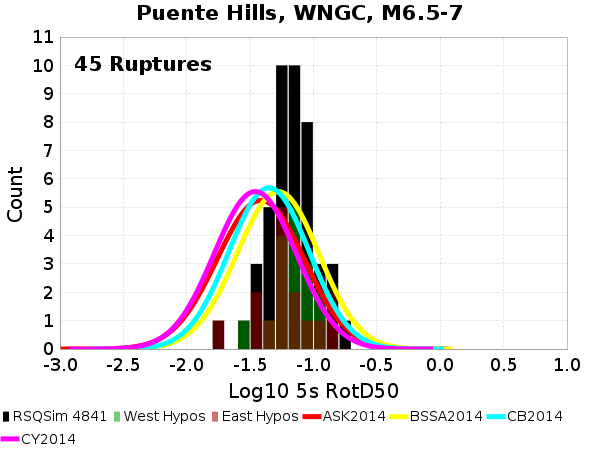 Puente Hills, WNGC, M6.5-7
45 Ruptures
Count
11
10
9
8
7
6
5
4
3
2
1
0
-3.0 -2.5 -2.0 -1.5 -1.0 -0.5 0.0 0.5 1.0
Log10 5s RotD50
RSQSim 4841 West Hypos East Hypos ASK2014 BSSA2014 CB2014
CY2014